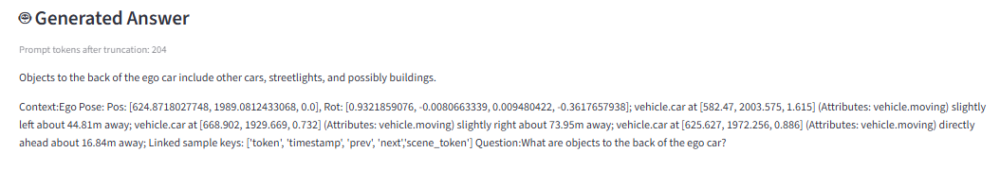 Generated Answer
Prompt tokens after truncation: 204
Objects to the back of the ego car include other cars, streetlights, and possibly buildings.
Context:Ego Pose: Pos: [624.8718027748, 1989.0812433068, 0.0], Rot: [0.9321859076, -0.0080663339, 0.009480422, -0.3617657938]; vehicle.car at [582.47, 2003.575, 1.615] (Attributes: vehicle.moving) slightly
left about 44.81m away; vehicle.car at [668.902, 1929.669, 0.732] (Attributes: vehicle.moving) slightly right about 73.95m away; vehicle.car at [625.627, 1972.256, 0.886] (Attributes: vehicle.moving) directly
ahead about 16.84m away; Linked sample keys: ['token', 'timestamp', 'prev', 'next','scene_token'] Question:What are objects to the back of the ego car?